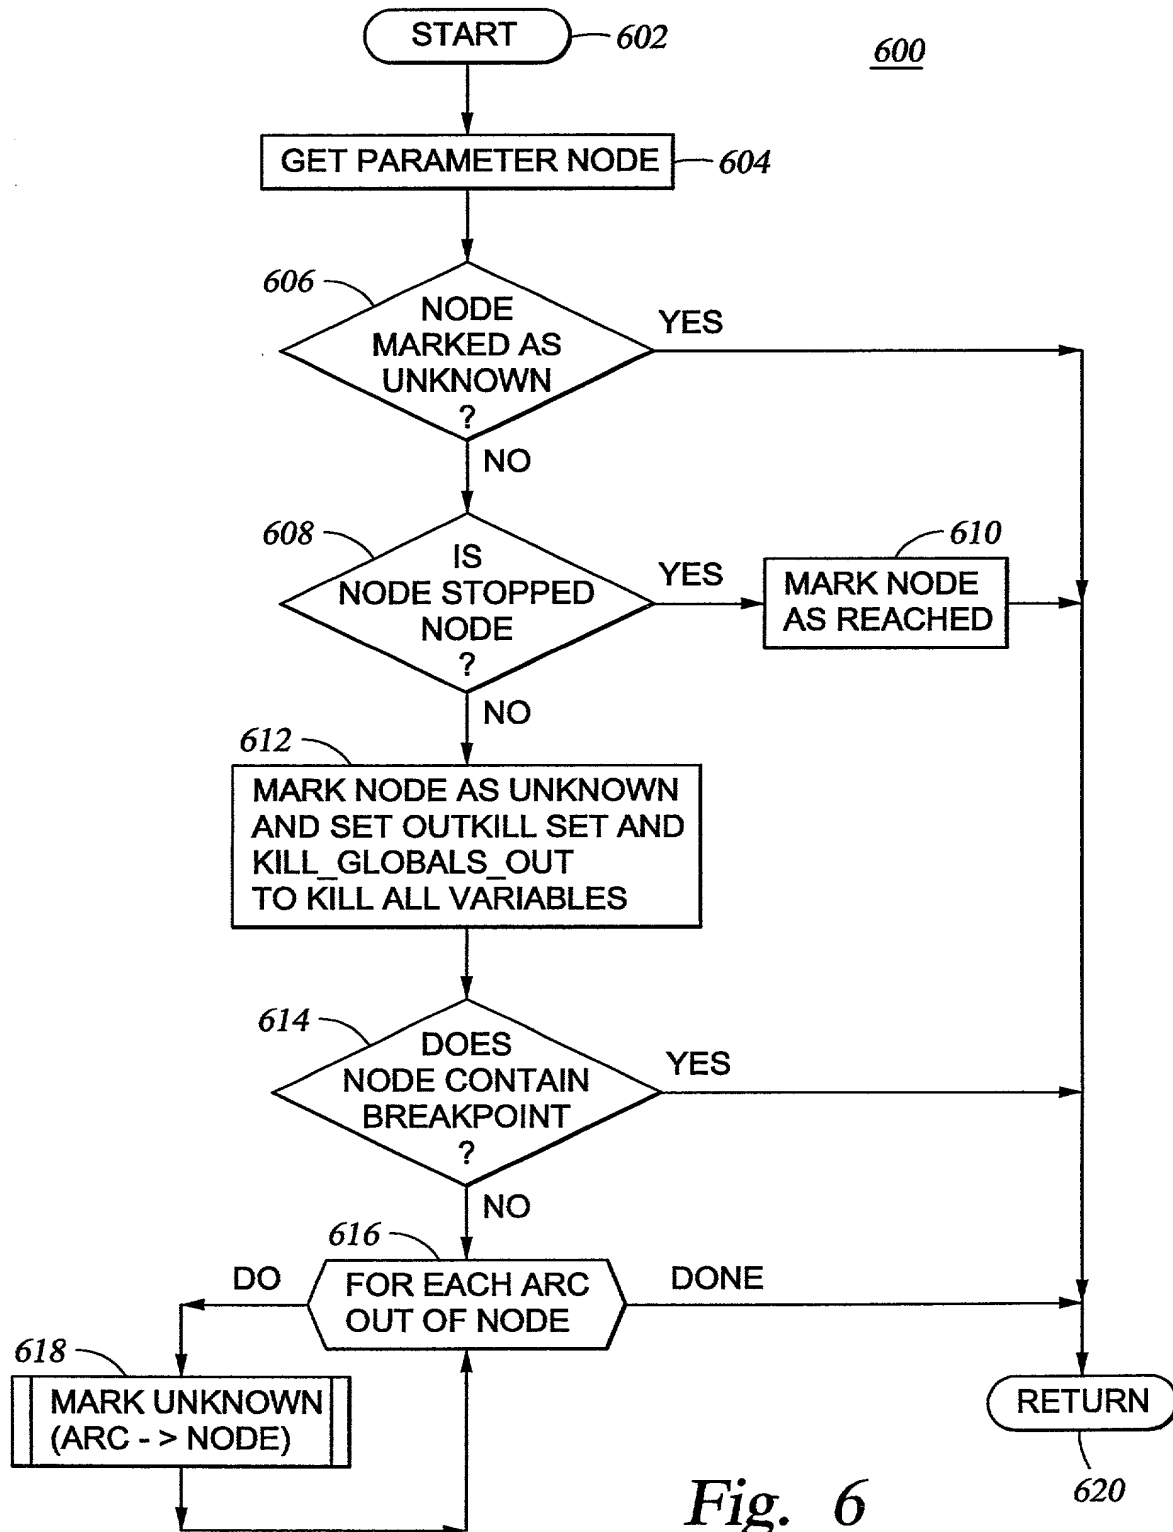 START
602
600
GET PARAMETER NODE
604
606
NODE
MARKED AS
UNKNOWN
?
YES
NO
608
IS
NODE STOPPED
NODE
?
YES
610
MARK NODE
AS REACHED
NO
612
MARK NODE AS UNKNOWN
AND SET OUTKILL SET AND
KILL_GLOBALS_OUT
TO KILL ALL VARIABLES
614
DOES
NODE CONTAIN
BREAKPOINT
?
YES
NO
616
DO
FOR EACH ARC
OUT OF NODE
DONE
618
MARK UNKNOWN
(ARC - > NODE)
RETURN
620
Fig. 6